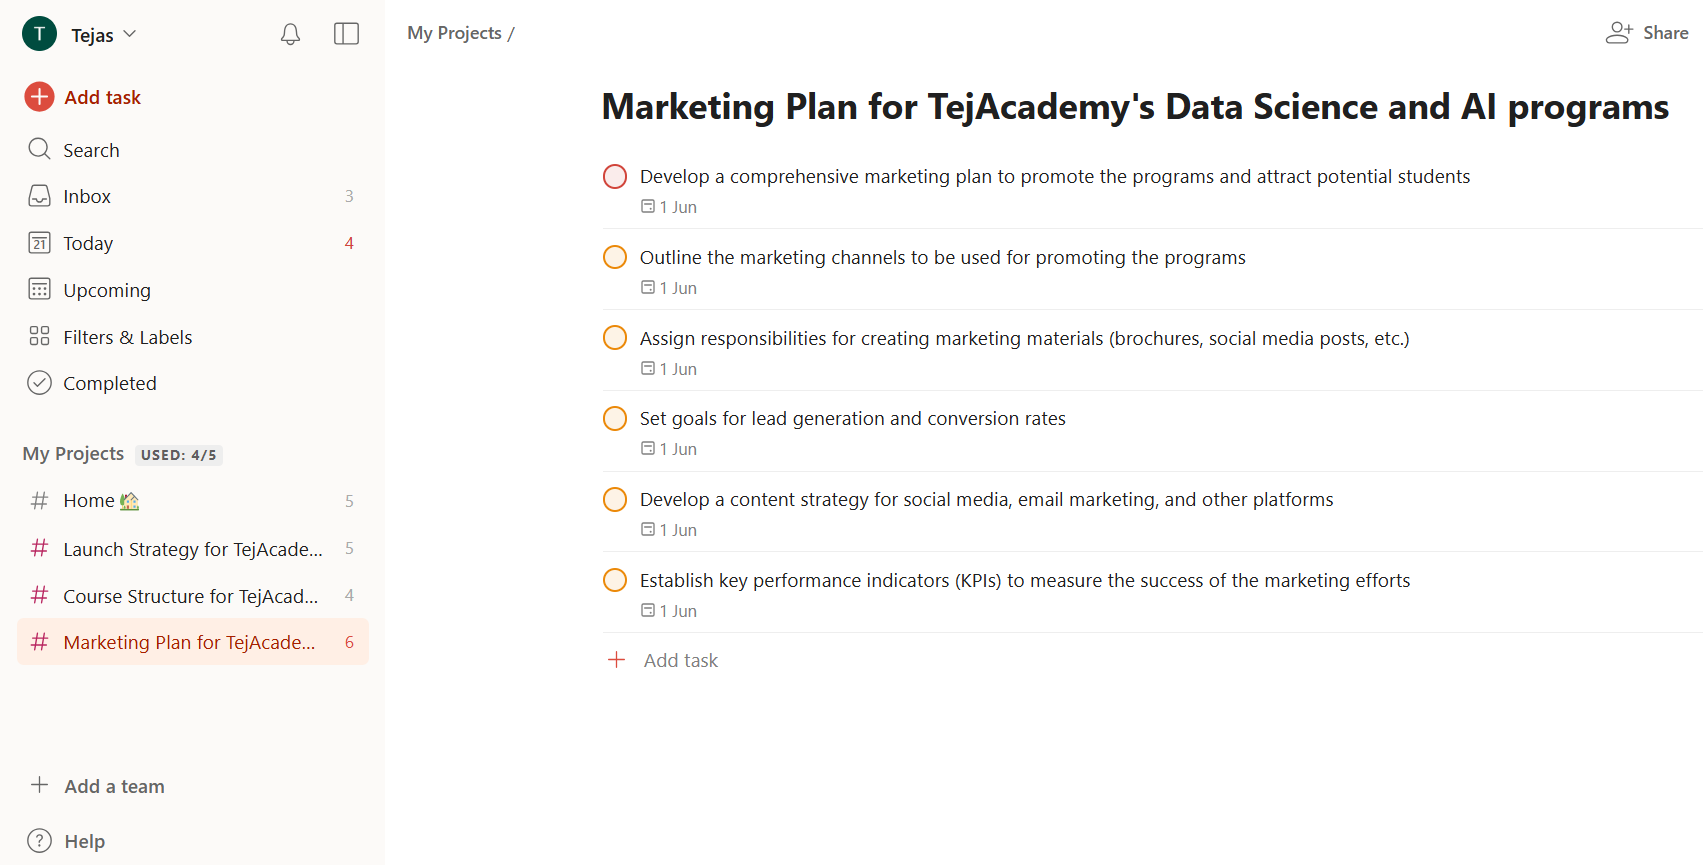 T Tejas
Add task
Search
Inbox 3
21 Today 4
Upcoming
Filters & Labels
Completed
My Projects USED: 4/5
# Home 5
# Launch Strategy for TejAcade... 5
# Course Structure for TejAcad... 4
# Marketing Plan for TejAcade... 6
Add a team
? Help
My Projects /
Share
Marketing Plan for TejAcademy's Data Science and AI programs
Develop a comprehensive marketing plan to promote the programs and attract potential students
1 Jun
Outline the marketing channels to be used for promoting the programs
1 Jun
Assign responsibilities for creating marketing materials (brochures, social media posts, etc.)
1 Jun
Set goals for lead generation and conversion rates
1 Jun
Develop a content strategy for social media, email marketing, and other platforms
1 Jun
Establish key performance indicators (KPIs) to measure the success of the marketing efforts
1 Jun
Add task